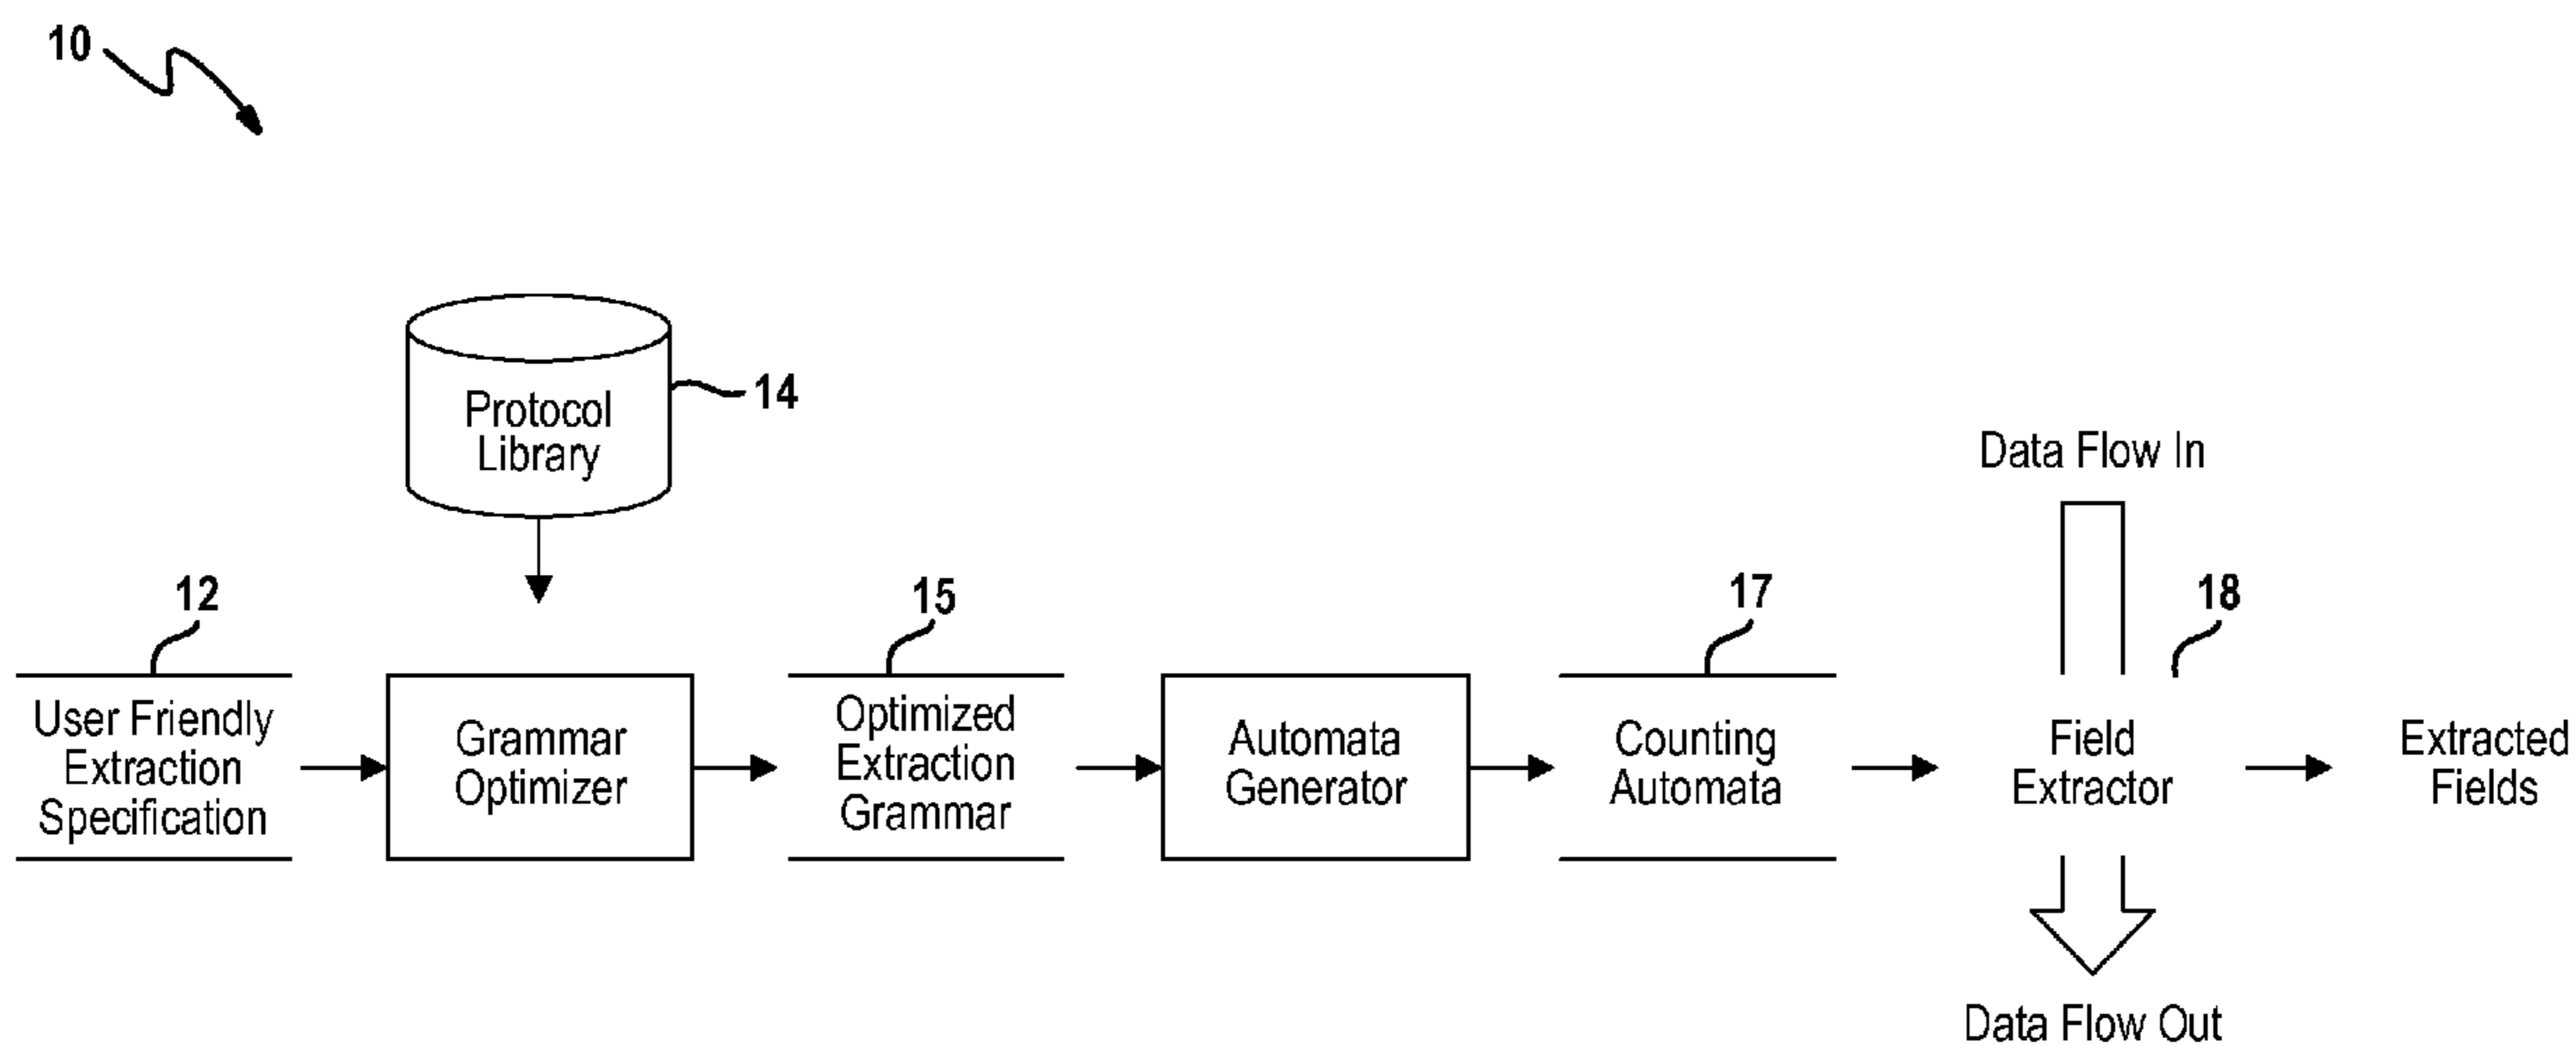 10
Protocol
Library
14
Data Flow In
12
15
17
18
User Friendly
Extraction
Specification
Grammar
Optimizer
Optimized
Extraction
Grammar
Automata
Generator
Counting
Automata
Field
Extractor
Extracted
Fields
Data Flow Out